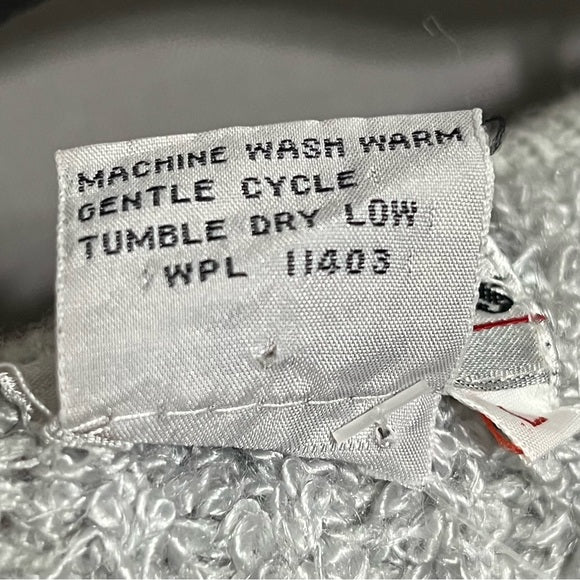 MACHINE WASH WARM
GENTLE CYCLE
TUMBLE DRY LOW
WPL 11403